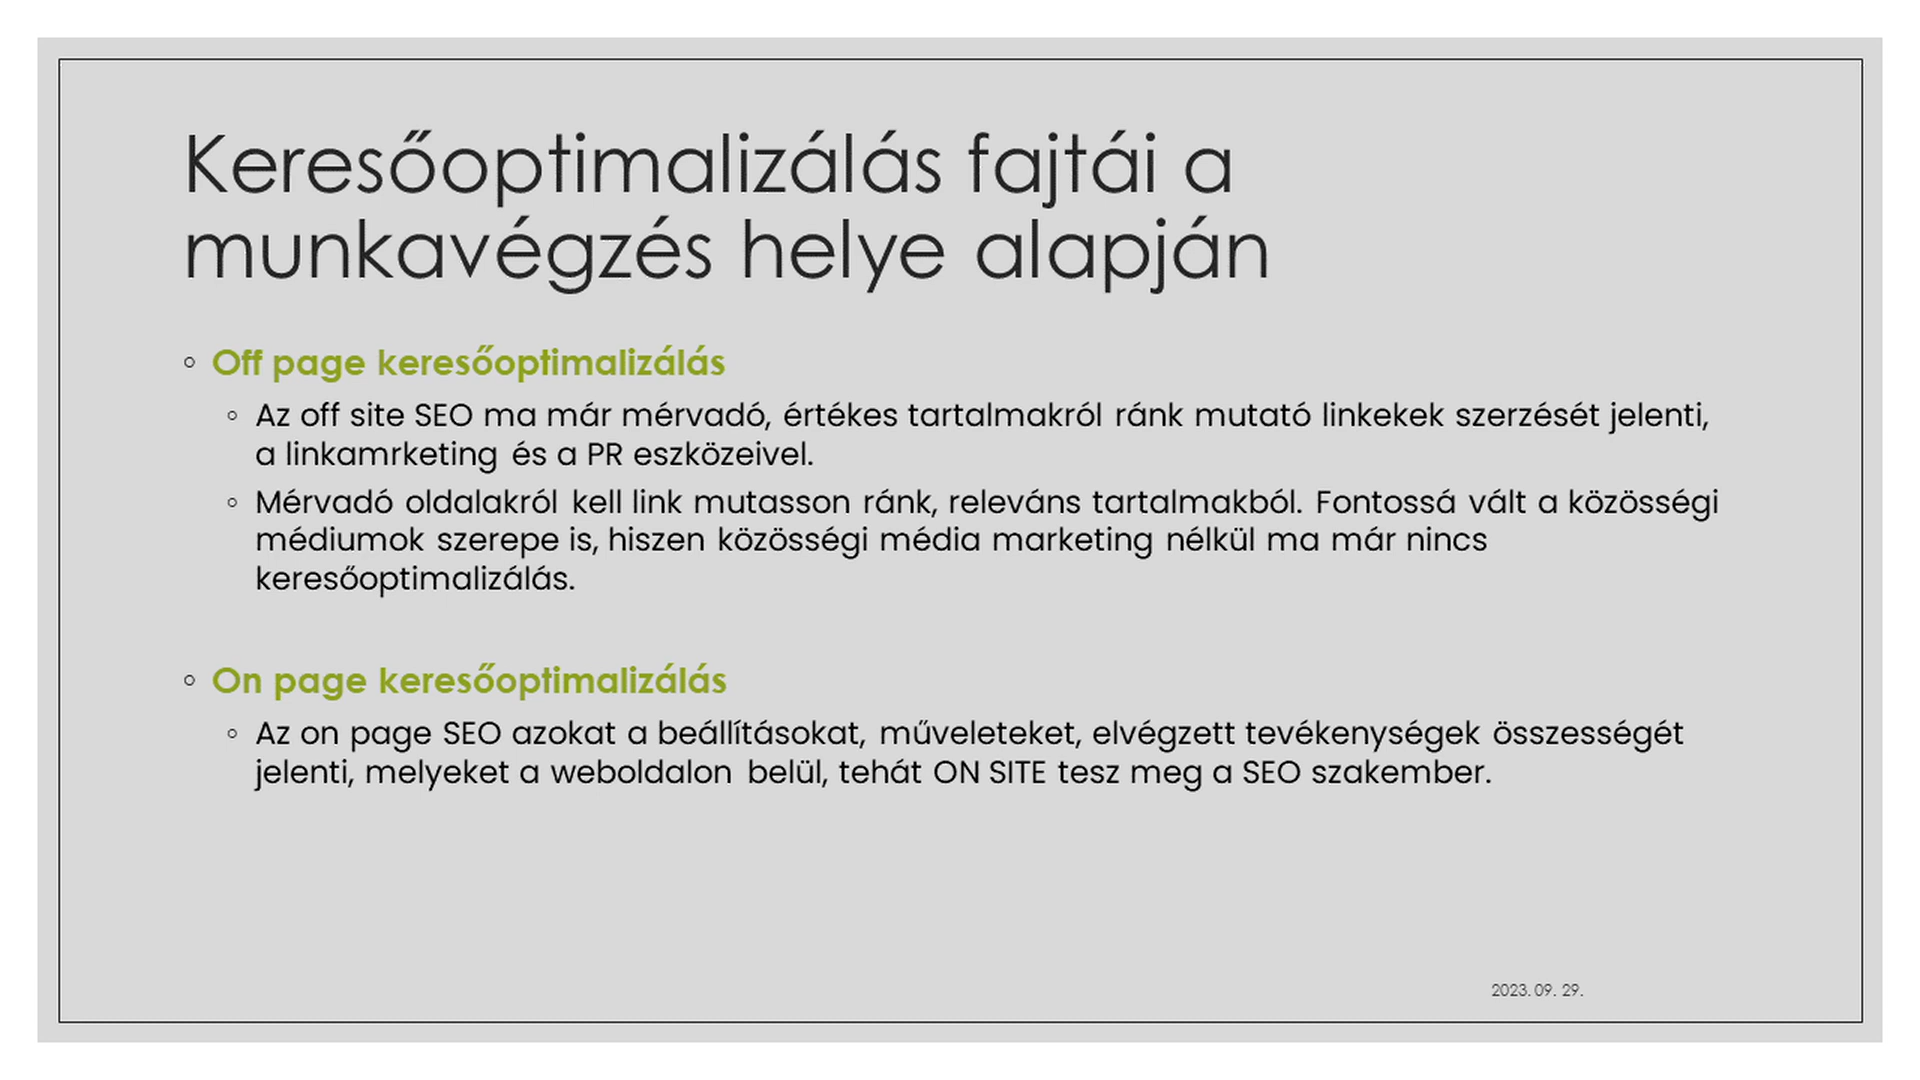 Keresőoptimalizálás fajtái a
munkavégzés helye alapján
◦ Off page keresőoptimalizálás
◦ Az off site SEO ma már mérvadó, értékes tartalmakról ránk mutató linkekek szerzését jelenti,
a linkamrketing és a PR eszközeivel.
◦ Mérvadó oldalakról kell link mutasson ránk, releváns tartalmakból. Fontossá vált a közösségi
médiumok szerepe is, hiszen közösségi média marketing nélkül ma már nincs
keresőoptimalizálás.
◦ On page keresőoptimalizálás
◦ Az on page SEO azokat a beállításokat, műveleteket, elvégzett tevékenységek összességét
jelenti, melyeket a weboldalon belül, tehát ON SITE tesz meg a SEO szakember.
2023. 09. 29.